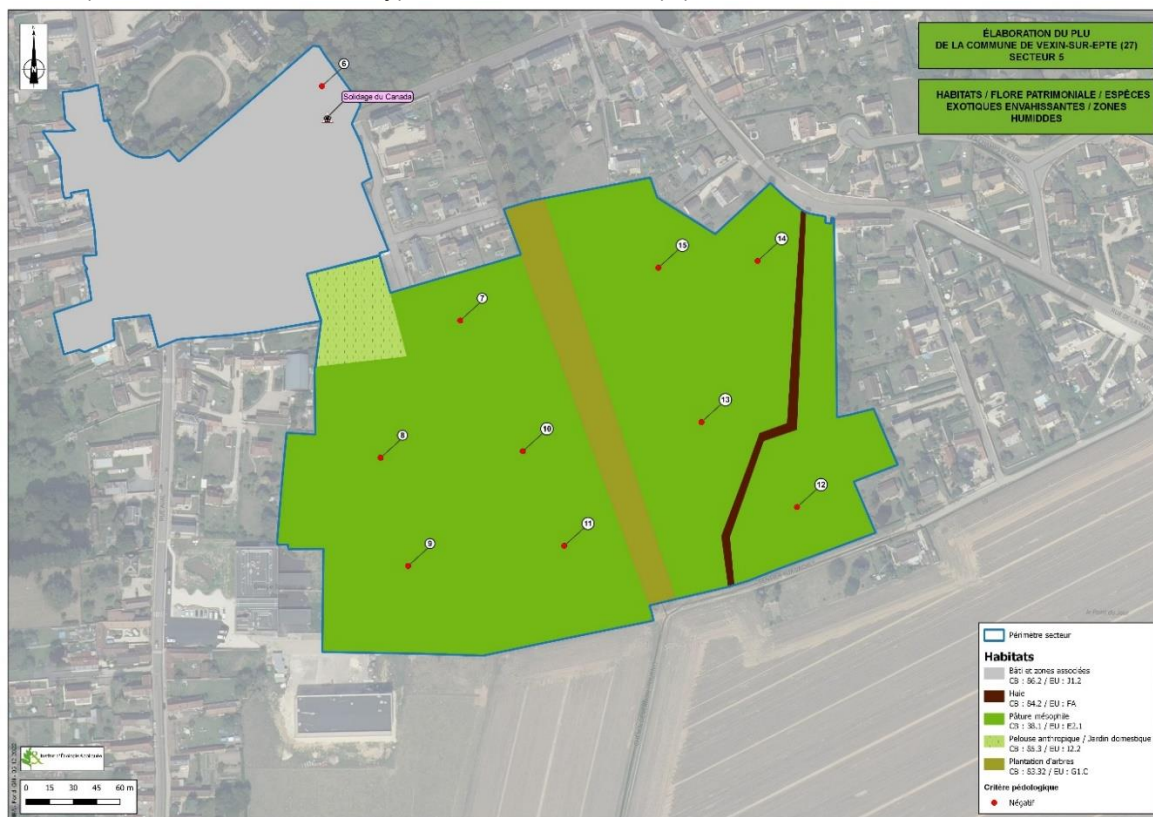 ÉLABORATION DU PLU
DE LA COMMUNE DE VEXIN-SUR-EPTE (27)
SECTEUR 5
HABITATS / FLORE PATRIMONIALE / ESPÈCES
EXOTIQUES ENVAHISSANTES / ZONES
HUMIDDES
N
6
Solidage du Canada
15
14
7
13
8
10
12
11
9
Périmètre secteur
Habitats
Bâti et zones associées
CB : 86.2 / EU : J1.2
Haie
CB : 84.2 / EU : FA
Pâture mésophile
CB : 38.1 / EU : E2.1
Pelouse anthropique / Jardin domestique
CB : 85.3 / EU : I2.2
Plantation d'arbres
CB : 83.32 / EU : G1.C
Critère pédologique
Négatif
0 15 30 45 60 m